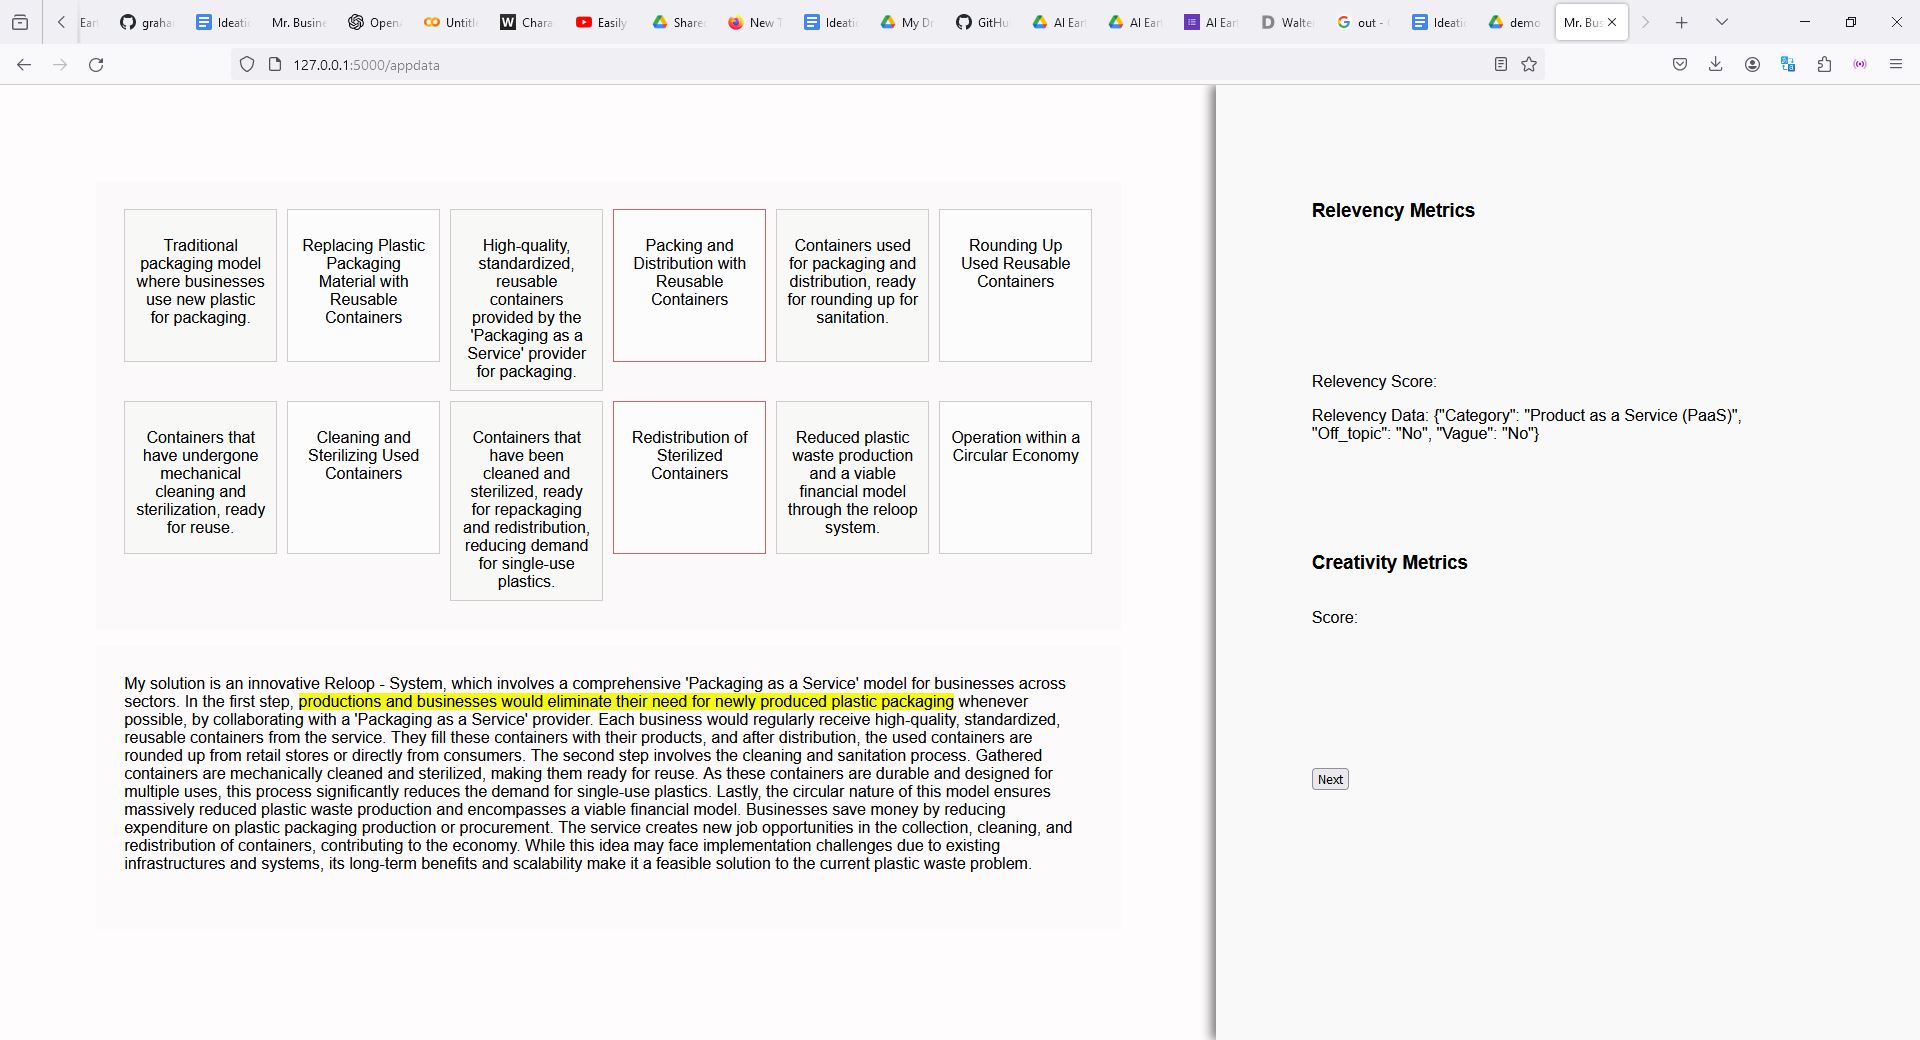 Ear
graha
Ideatio
Mr. Busine
OpenA
Untitle
Chara
Easily
Shared
New T
Ideatio
My Dr
GitHu
AI Ear
AI Ear
AI Ear
Walte
out - G
Ideatio
demo
Mr. Bus
127.0.0.1:5000/appdata
Traditional
packaging model
where businesses
use new plastic
for packaging.
Replacing Plastic
Packaging
Material with
Reusable
Containers
High-quality,
standardized,
reusable
containers
provided by the
'Packaging as a
Service' provider
for packaging.
Packing and
Distribution with
Reusable
Containers
Containers used
for packaging and
distribution, ready
for rounding up for
sanitation.
Rounding Up
Used Reusable
Containers
Containers that
have undergone
mechanical
cleaning and
sterilization, ready
for reuse.
Cleaning and
Sterilizing Used
Containers
Containers that
have been
cleaned and
sterilized, ready
for repackaging
and redistribution,
reducing demand
for single-use
plastics.
Redistribution of
Sterilized
Containers
Reduced plastic
waste production
and a viable
financial model
through the reloop
system.
Operation within a
Circular Economy
My solution is an innovative Reloop - System, which involves a comprehensive 'Packaging as a Service' model for businesses across
sectors. In the first step, productions and businesses would eliminate their need for newly produced plastic packaging whenever
possible, by collaborating with a 'Packaging as a Service' provider. Each business would regularly receive high-quality, standardized,
reusable containers from the service. They fill these containers with their products, and after distribution, the used containers are
rounded up from retail stores or directly from consumers. The second step involves the cleaning and sanitation process. Gathered
containers are mechanically cleaned and sterilized, making them ready for reuse. As these containers are durable and designed for
multiple uses, this process significantly reduces the demand for single-use plastics. Lastly, the circular nature of this model ensures
massively reduced plastic waste production and encompasses a viable financial model. Businesses save money by reducing
expenditure on plastic packaging production or procurement. The service creates new job opportunities in the collection, cleaning, and
redistribution of containers, contributing to the economy. While this idea may face implementation challenges due to existing
infrastructures and systems, its long-term benefits and scalability make it a feasible solution to the current plastic waste problem.
Relevency Metrics
Relevency Score:
Relevency Data: {"Category": "Product as a Service (PaaS)",
"Off_topic": "No", "Vague": "No"}
Creativity Metrics
Score:
Next